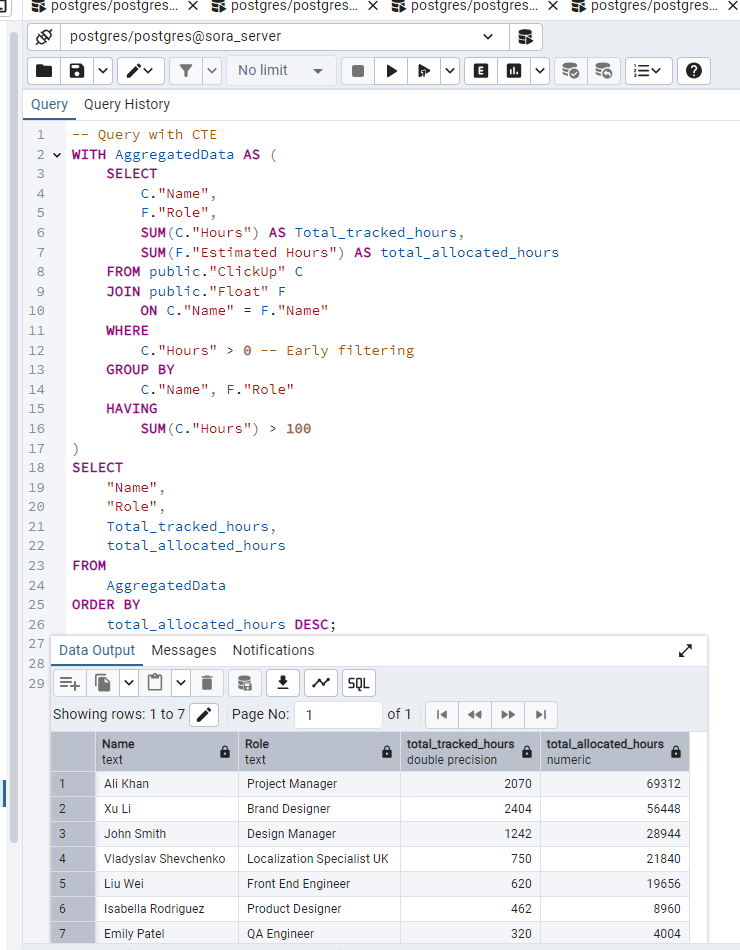 postgres/postgres... postgres/postgres... postgres/postgres... postgres/postgres...
postgres/postgres@sora_server
No limit
E
Query Query History
1 -- Query with CTE
2 WITH AggregatedData AS (
3 SELECT
4 C."Name",
5 F."Role",
6 SUM(C."Hours") AS Total_tracked_hours,
7 SUM(F."Estimated Hours") AS total_allocated_hours
8 FROM public."ClickUp" C
9 JOIN public."Float" F
10 ON C."Name" = F."Name"
11 WHERE
12 C."Hours" > 0 -- Early filtering
13 GROUP BY
14 C."Name", F."Role"
15 HAVING
16 SUM(C."Hours") > 100
17 )
18 SELECT
19 "Name",
20 "Role",
21 Total_tracked_hours,
22 total_allocated_hours
23 FROM
24 AggregatedData
25 ORDER BY
26 total_allocated_hours DESC;
27
28
29
Data Output Messages Notifications
SQL
Showing rows: 1 to 7 Page No: 1 of 1
Name Role total_tracked_hours total_allocated_hours
text text double precision numeric
1 Ali Khan Project Manager 2070 69312
2 Xu Li Brand Designer 2404 56448
3 John Smith Design Manager 1242 28944
4 Vladyslav Shevchenko Localization Specialist UK 750 21840
5 Liu Wei Front End Engineer 620 19656
6 Isabella Rodriguez Product Designer 462 8960
7 Emily Patel QA Engineer 320 4004